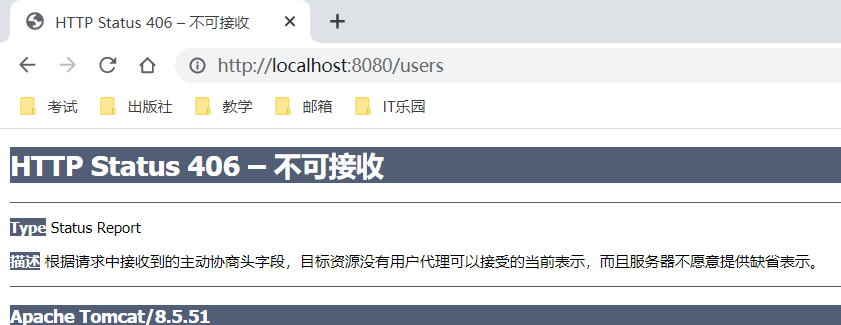 HTTP Status 406 – 不可接收
http://localhost:8080/users
考试 出版社 教学 邮箱 IT乐园
HTTP Status 406 – 不可接收
Type Status Report
描述 根据请求中接收到的主动协商头字段，目标资源没有用户代理可以接受的当前表示，而且服务器不愿意提供缺省表示。
Apache Tomcat/8.5.51